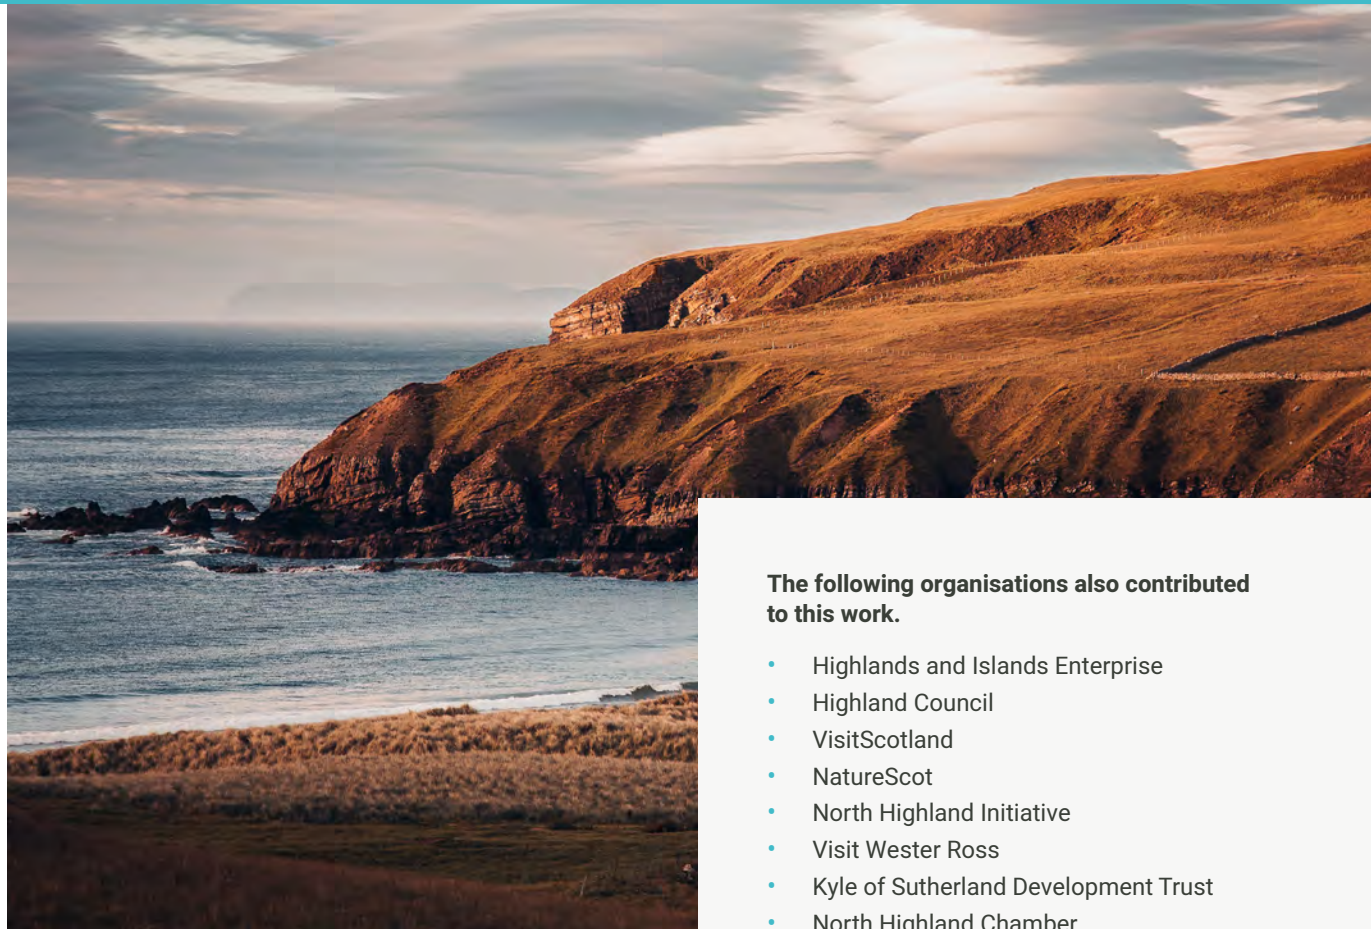 The following organisations also contributed
to this work.
• Highlands and Islands Enterprise
• Highland Council
• VisitScotland
• NatureScot
• North Highland Initiative
• Visit Wester Ross
• Kyle of Sutherland Development Trust
• North Highland Chamber